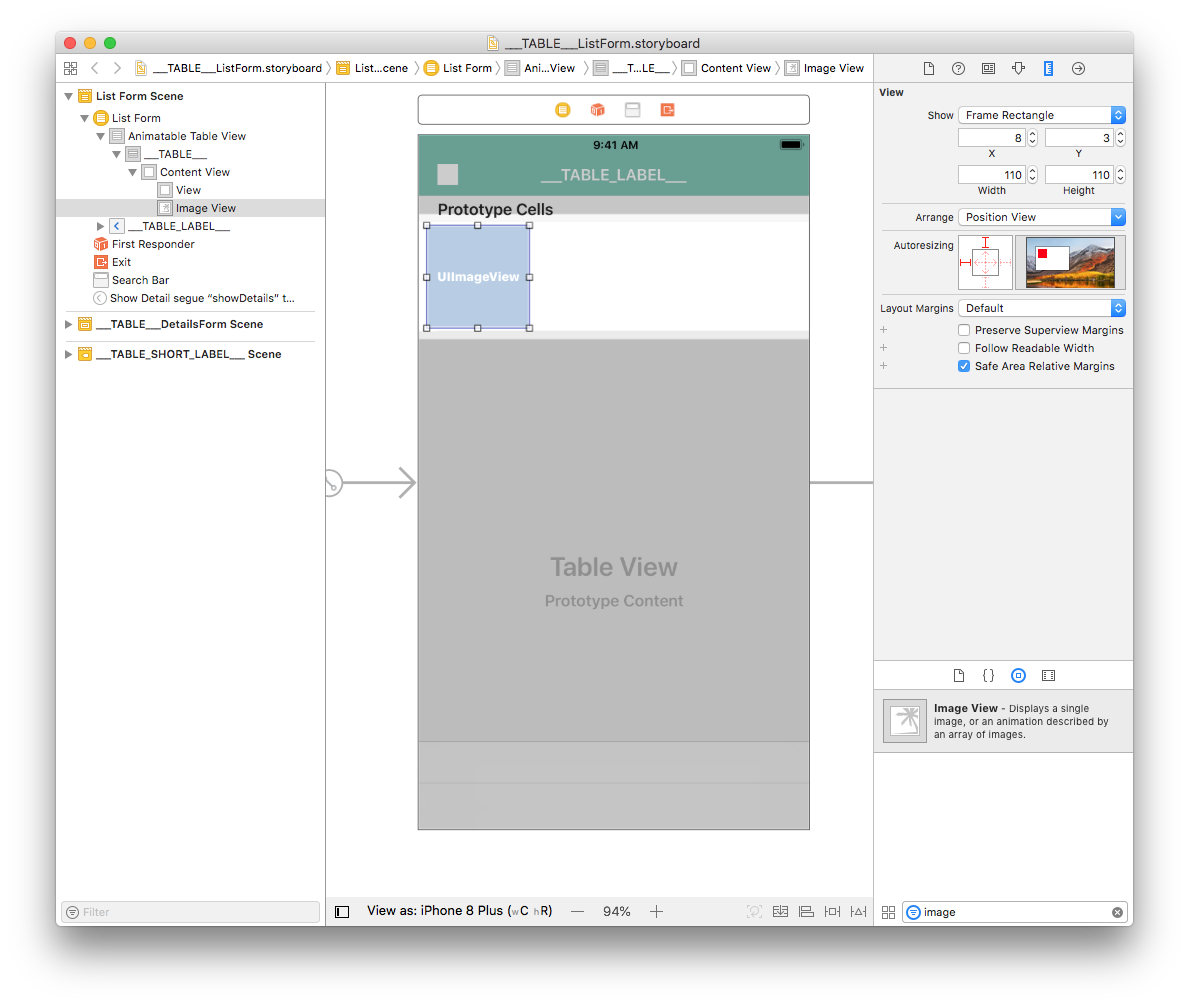 ___TABLE___ListForm.storyboard
___TABLE___ListForm.storyboard
List...cene
List Form
Ani...View
__T...LE__
Content View
Image View
List Form Scene
List Form
Animatable Table View
___TABLE___
Content View
View
Image View
___TABLE_LABEL___
First Responder
Exit
Search Bar
Show Detail segue “showDetails” t...
___TABLE___DetailsForm Scene
___TABLE_SHORT_LABEL___ Scene
Filter
9:41 AM
___TABLE_LABEL___
Prototype Cells
UIImageView
Table View
Prototype Content
View as: iPhone 8 Plus (wC hR)
94%
View
Show
Frame Rectangle
8
3
X
Y
110
110
Width
Height
Arrange
Position View
Autoresizing
Layout Margins
Default
Preserve Superview Margins
Follow Readable Width
Safe Area Relative Margins
Image View - Displays a single
image, or an animation described by
an array of images.
image